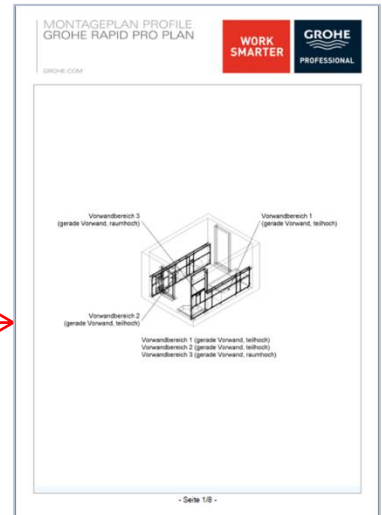 MONTAGEPLAN PROFILE
GROHE RAPID PRO PLAN
GROHE.COM
WORK
SMARTER
GROHE
PROFESSIONAL
Vorwandbereich 3
(gerade Vorwand, raumhoch)
Vorwandbereich 1
(gerade Vorwand, teilhoch)
Vorwandbereich 2
(gerade Vorwand, teilhoch)
Vorwandbereich 1 (gerade Vorwand, teilhoch)
Vorwandbereich 2 (gerade Vorwand, teilhoch)
Vorwandbereich 3 (gerade Vorwand, raumhoch)
- Seite 1/8 -